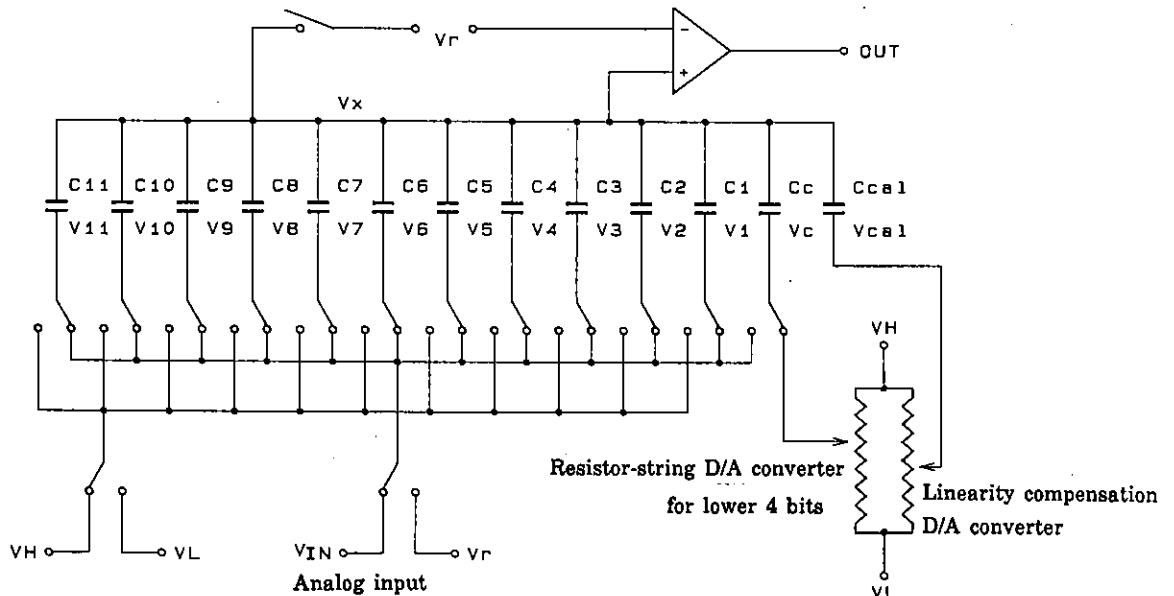 Vr
-
+
OUT
Vx
C11 C10 C9 C8 C7 C6 C5 C4 C3 C2 C1 Cc Ccal
V11 V10 V9 V8 V7 V6 V5 V4 V3 V2 V1 Vc Vcal
VH
Resistor-string D/A converter
for lower 4 bits
Linearity compensation
D/A converter
VH VL VIN Vr
Analog input
VL